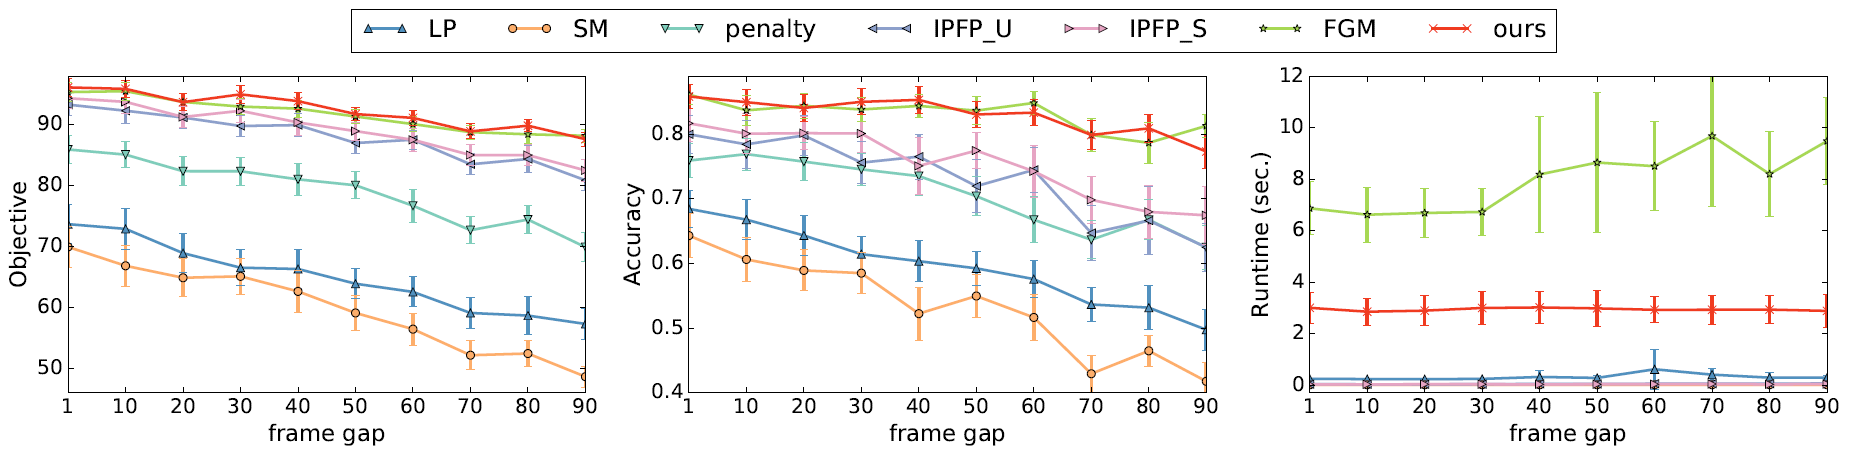 LP SM penalty IPFP_U IPFP_S FGM ours
Objective
90
80
70
60
50
1 10 20 30 40 50 60 70 80 90
frame gap
Accuracy
0.8
0.7
0.6
0.5
0.4
1 10 20 30 40 50 60 70 80 90
frame gap
Runtime (sec.)
12
10
8
6
4
2
0
1 10 20 30 40 50 60 70 80 90
frame gap